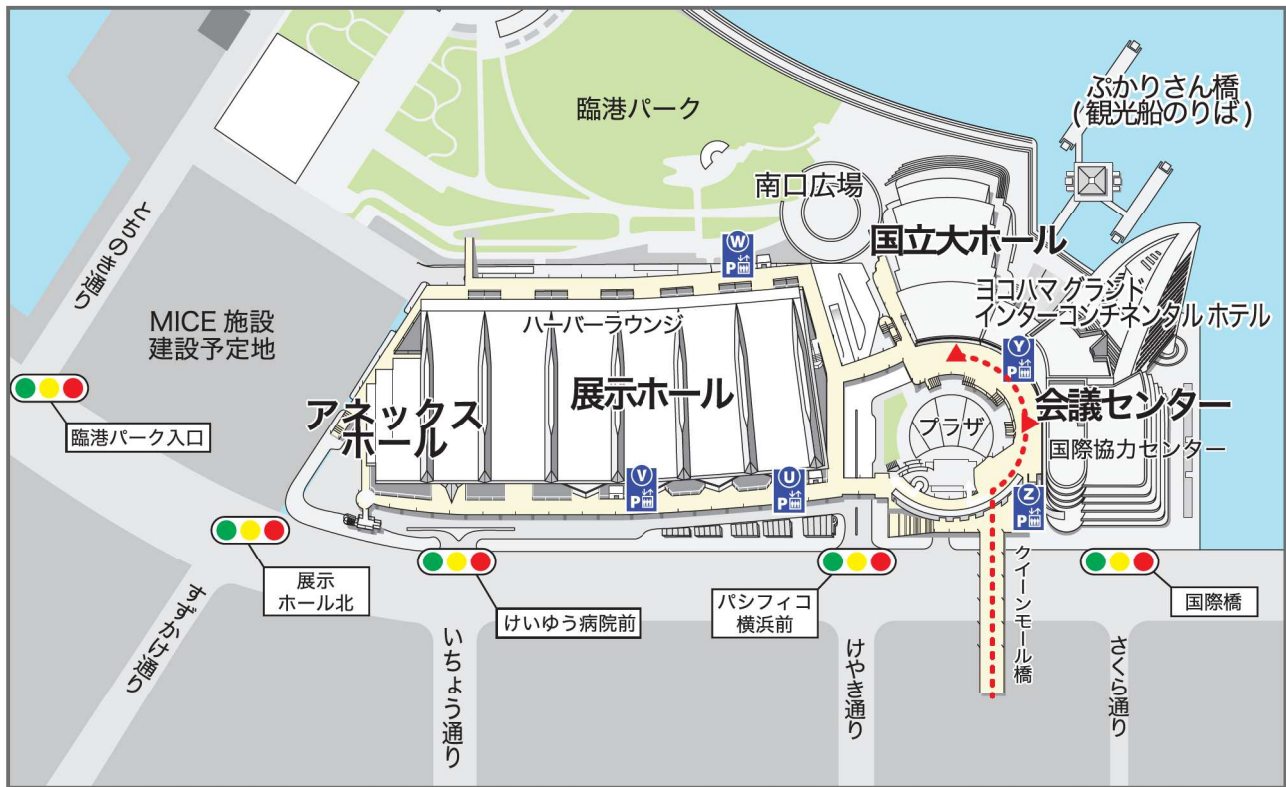 ぷかりさん橋
(観光船のりば)
臨港パーク
南口広場
とちのき通り
国立大ホール
W
P
ヨコハマ グランド
インターコンチネンタル ホテル
MICE 施設
建設予定地
ハーバーラウンジ
Y
P
展示ホール
会議センター
アネックス
ホール
プラザ
国際協力センター
臨港パーク入口
V
P
U
P
Z
P
展示
ホール北
けいゆう病院前
パシフィコ
横浜前
国際橋
クイーンモール橋
すずかけ通り
いちょう通り
けやき通り
さくら通り